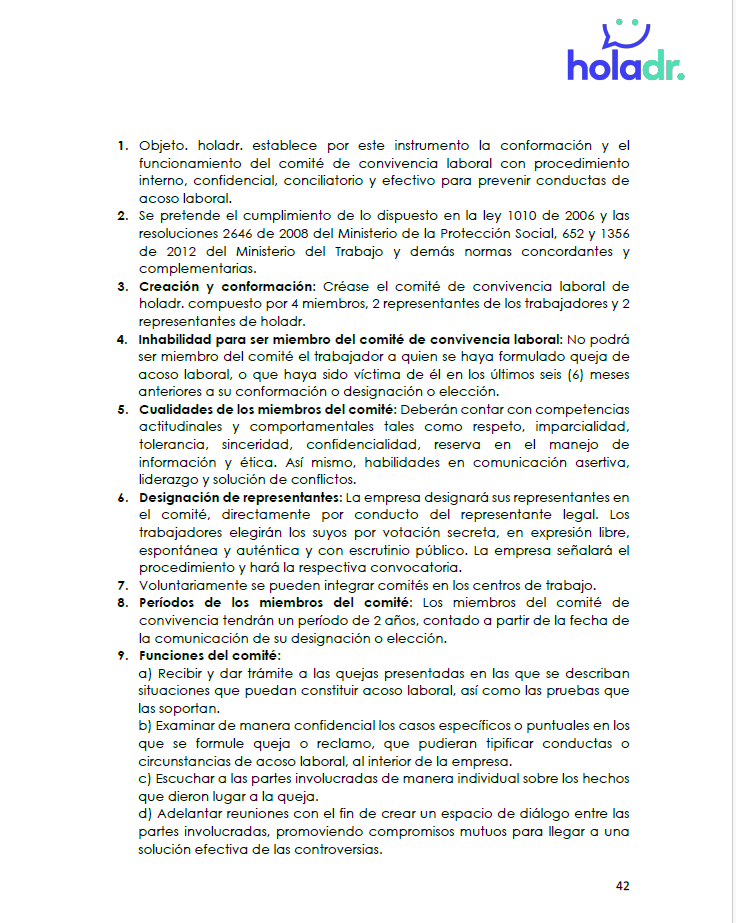 holadr.
1. Objeto. holadr. establece por este instrumento la conformación y el
funcionamiento del comité de convivencia laboral con procedimiento
interno, confidencial, conciliatorio y efectivo para prevenir conductas de
acoso laboral.
2. Se pretende el cumplimiento de lo dispuesto en la ley 1010 de 2006 y las
resoluciones 2646 de 2008 del Ministerio de la Protección Social, 652 y 1356
de 2012 del Ministerio del Trabajo y demás normas concordantes y
complementarias.
3. Creación y conformación: Créase el comité de convivencia laboral de
holadr. compuesto por 4 miembros, 2 representantes de los trabajadores y 2
representantes de holadr.
4. Inhabilidad para ser miembro del comité de convivencia laboral: No podrá
ser miembro del comité el trabajador a quien se haya formulado queja de
acoso laboral, o que haya sido víctima de él en los últimos seis (6) meses
anteriores a su conformación o designación o elección.
5. Cualidades de los miembros del comité: Deberán contar con competencias
actitudinales y comportamentales tales como respeto, imparcialidad,
tolerancia, sinceridad, confidencialidad, reserva en el manejo de
información y ética. Así mismo, habilidades en comunicación asertiva,
liderazgo y solución de conflictos.
6. Designación de representantes: La empresa designará sus representantes en
el comité, directamente por conducto del representante legal. Los
trabajadores elegirán los suyos por votación secreta, en expresión libre,
espontánea y auténtica y con escrutinio público. La empresa señalará el
procedimiento y hará la respectiva convocatoria.
7. Voluntariamente se pueden integrar comités en los centros de trabajo.
8. Períodos de los miembros del comité: Los miembros del comité de
convivencia tendrán un período de 2 años, contado a partir de la fecha de
la comunicación de su designación o elección.
9. Funciones del comité:
a) Recibir y dar trámite a las quejas presentadas en las que se describan
situaciones que puedan constituir acoso laboral, así como las pruebas que
las soportan.
b) Examinar de manera confidencial los casos específicos o puntuales en los
que se formule queja o reclamo, que pudieran tipificar conductas o
circunstancias de acoso laboral, al interior de la empresa.
c) Escuchar a las partes involucradas de manera individual sobre los hechos
que dieron lugar a la queja.
d) Adelantar reuniones con el fin de crear un espacio de diálogo entre las
partes involucradas, promoviendo compromisos mutuos para llegar a una
solución efectiva de las controversias.
42